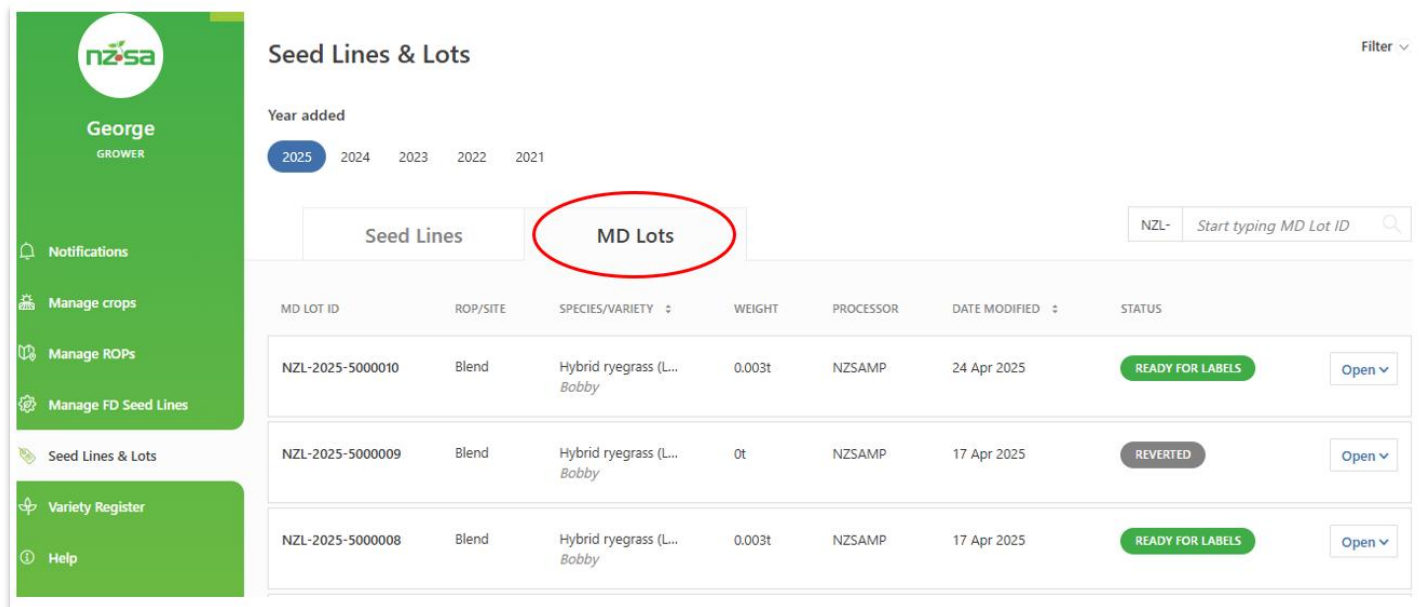 nzsa
George
GROWER
Notifications
Manage crops
Manage ROPs
Manage FD Seed Lines
Seed Lines & Lots
Variety Register
Help
Seed Lines & Lots
Filter
Year added
2025 2024 2023 2022 2021
Seed Lines MD Lots
NZL- Start typing MD Lot ID
MD LOT ID ROP/SITE SPECIES/VARIETY WEIGHT PROCESSOR DATE MODIFIED STATUS
NZL-2025-5000010 Blend Hybrid ryegrass (L... 0.003t NZSAMP 24 Apr 2025 READY FOR LABELS Open
Bobby
NZL-2025-5000009 Blend Hybrid ryegrass (L... 0t NZSAMP 17 Apr 2025 REVERTED Open
Bobby
NZL-2025-5000008 Blend Hybrid ryegrass (L... 0.003t NZSAMP 17 Apr 2025 READY FOR LABELS Open
Bobby